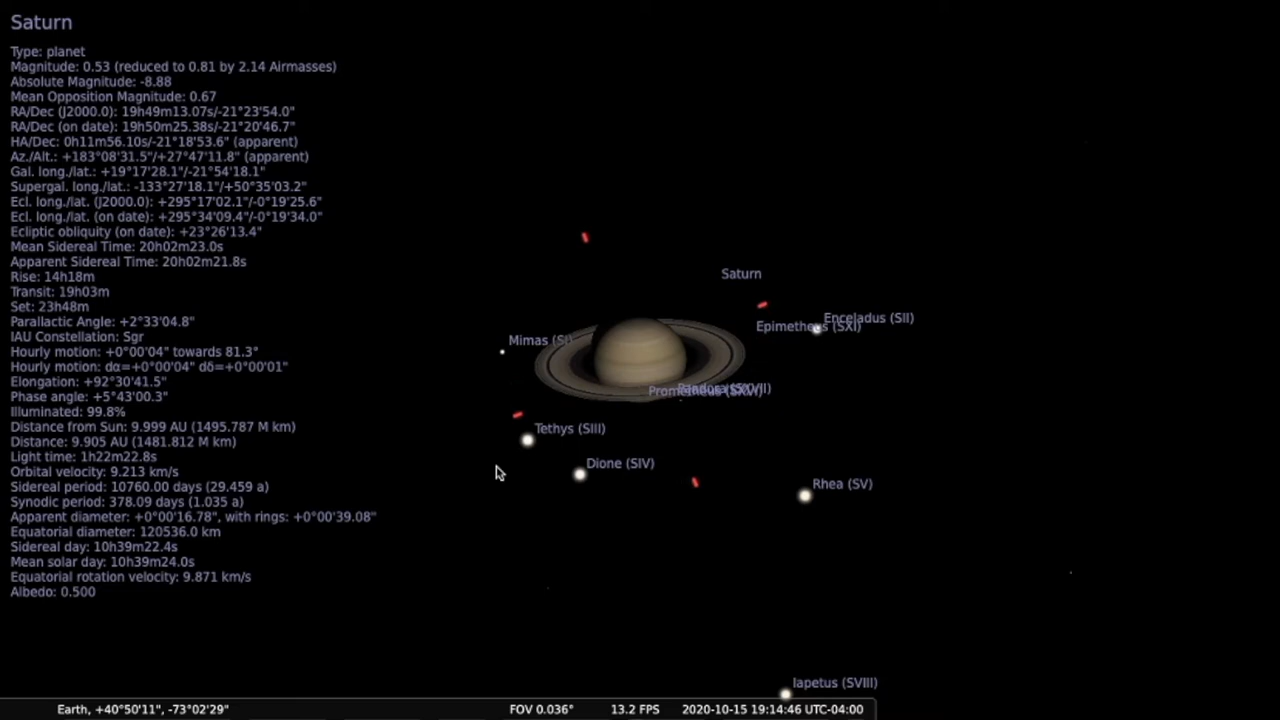 Saturn
Type: planet
Magnitude: 0.53 (reduced to 0.81 by 2.14 Airmasses)
Absolute Magnitude: -8.88
Mean Opposition Magnitude: 0.67
RA/Dec (J2000.0): 19h49m13.07s/-21°23'54.0"
RA/Dec (on date): 19h50m25.38s/-21°20'46.7"
HA/Dec: 0h11m56.10s/-21°18'53.6" (apparent)
Az./Alt.: +183°08'31.5"/+27°47'11.8" (apparent)
Gal. long./lat.: +19°17'28.1"/-21°54'18.1"
Supergal. long./lat.: -133°27'18.1"/+50°35'03.2"
Ecl. long./lat. (J2000.0): +295°17'02.1"/-0°19'25.6"
Ecl. long./lat. (on date): +295°34'09.4"/-0°19'34.0"
Ecliptic obliquity (on date): +23°26'13.4"
Mean Sidereal Time: 20h02m23.0s
Apparent Sidereal Time: 20h02m21.8s
Rise: 14h18m
Transit: 19h03m
Set: 23h48m
Parallactic Angle: +2°33'04.8"
IAU Constellation: Sgr
Hourly motion: +0°00'04" towards 81.3°
Hourly motion: dα=+0°00'04" dδ=+0°00'01"
Elongation: +92°30'41.5"
Phase angle: +5°43'00.3"
Illuminated: 99.8%
Distance from Sun: 9.999 AU (1495.787 M km)
Distance: 9.905 AU (1481.812 M km)
Light time: 1h22m22.8s
Orbital velocity: 9.213 km/s
Sidereal period: 10760.00 days (29.459 a)
Synodic period: 378.09 days (1.035 a)
Apparent diameter: +0°00'16.78", with rings: +0°00'39.08"
Equatorial diameter: 120536.0 km
Sidereal day: 10h39m22.4s
Mean solar day: 10h39m24.0s
Equatorial rotation velocity: 9.871 km/s
Albedo: 0.500
Saturn
Enceladus (SII)
Epimetheus (SXI)
Mimas (SI)
Tethys (SIII)
Dione (SIV)
Rhea (SV)
Iapetus (SVIII)
Earth, +40°50'11", -73°02'29" FOV 0.036° 13.2 FPS 2020-10-15 19:14:46 UTC-04:00